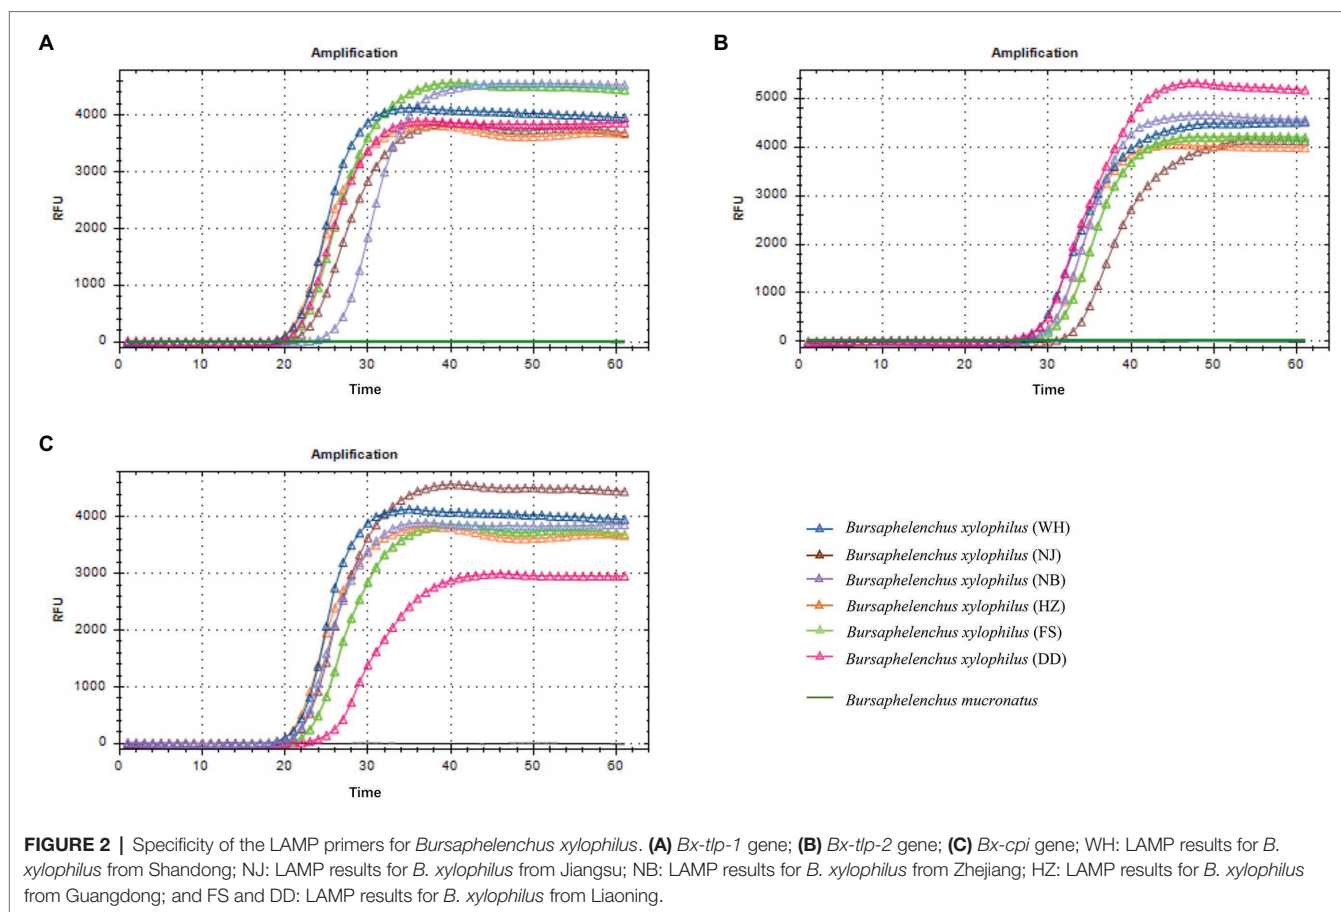 A
Amplification
4000
3000
2000
1000
0
RFU
0 10 20 30 40 50 60
Time
B
Amplification
5000
4000
3000
2000
1000
0
RFU
0 10 20 30 40 50 60
Time
C
Amplification
4000
3000
2000
1000
0
RFU
0 10 20 30 40 50 60
Time
Bursaphelenchus xylophilus (WH)
Bursaphelenchus xylophilus (NJ)
Bursaphelenchus xylophilus (NB)
Bursaphelenchus xylophilus (HZ)
Bursaphelenchus xylophilus (FS)
Bursaphelenchus xylophilus (DD)
Bursaphelenchus mucronatus
FIGURE 2 | Specificity of the LAMP primers for Bursaphelenchus xylophilus. (A) Bx-tlp-1 gene; (B) Bx-tlp-2 gene; (C) Bx-cpi gene; WH: LAMP results for B.
xylophilus from Shandong; NJ: LAMP results for B. xylophilus from Jiangsu; NB: LAMP results for B. xylophilus from Zhejiang; HZ: LAMP results for B. xylophilus
from Guangdong; and FS and DD: LAMP results for B. xylophilus from Liaoning.